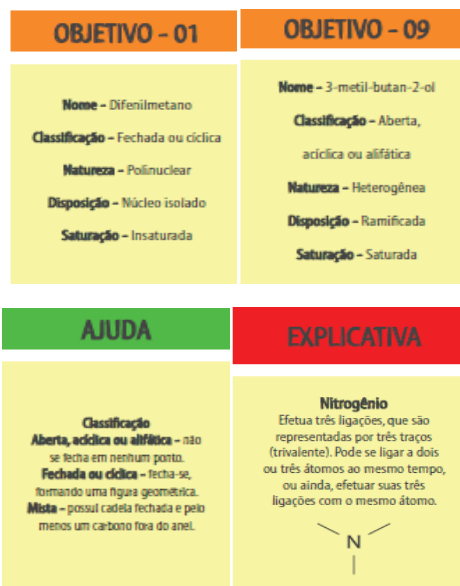 OBJETIVO – 01
Nome – Difenilmetano
Classificação – Fechada ou cíclica
Natureza – Polinuclear
Disposição – Núcleo isolado
Saturação – Insaturada
OBJETIVO – 09
Nome – 3-metil-butan-2-ol
Classificação – Aberta,
acíclica ou alifática
Natureza – Heterogênea
Disposição – Ramificada
Saturação – Saturada
AJUDA
Classificação
Aberta, acíclica ou alifática – não
se fecha em nenhum ponto.
Fechada ou cíclica – fecha-se,
formando uma figura geométrica.
Mista – possui cadeia fechada e pelo
menos um carbono fora do anel.
EXPLICATIVA
Nitrogênio
Efetua três ligações, que são
representadas por três traços
(trivalente). Pode se ligar a dois
ou três átomos ao mesmo tempo,
ou ainda, efetuar suas três
ligações com o mesmo átomo.
N